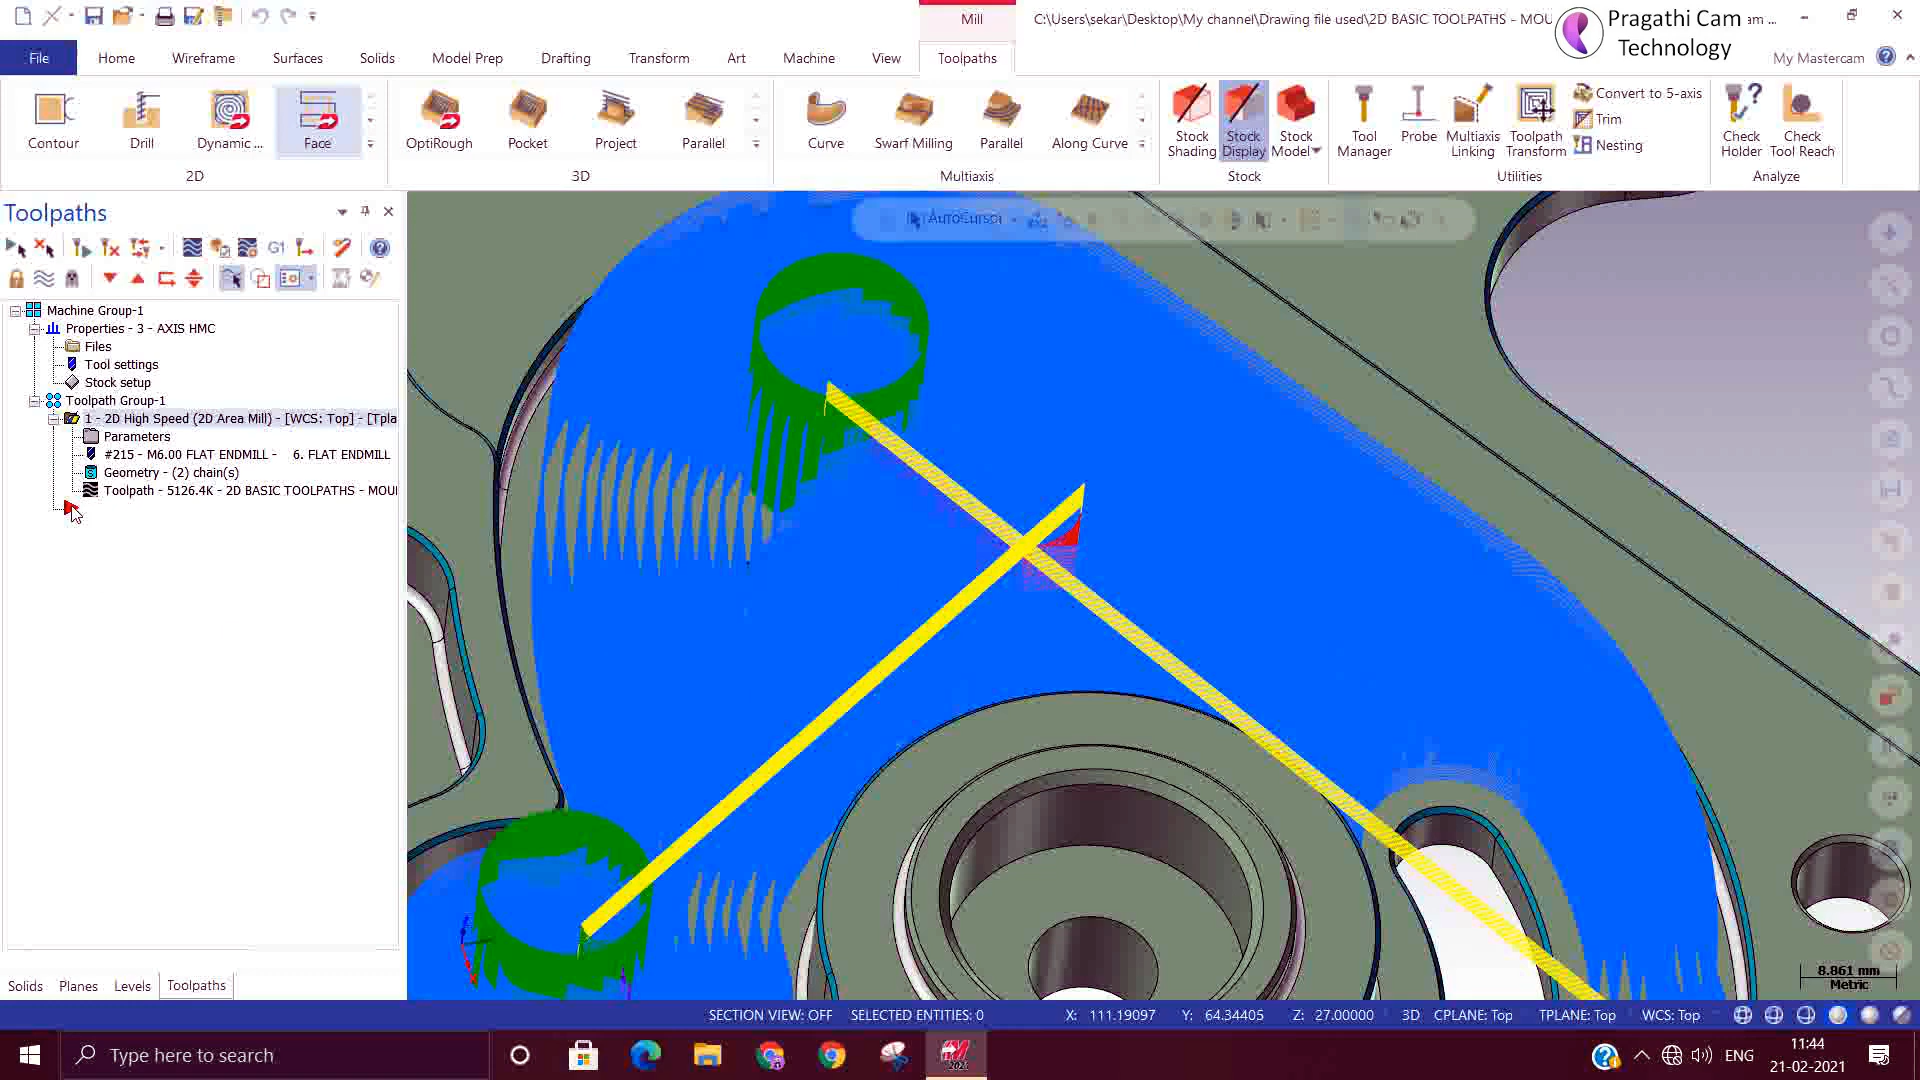 Mill
C:\Users\sekar\Desktop\My channel\Drawing file used\2D BASIC TOOLPATHS - MOU
am ...
Pragathi Cam
Technology
File
Home
Wireframe
Surfaces
Solids
Model Prep
Drafting
Transform
Art
Machine
View
Toolpaths
My Mastercam
Contour
Drill
Dynamic ...
Face
OptiRough
Pocket
Project
Parallel
Curve
Swarf Milling
Parallel
Along Curve
Stock
Shading
Stock
Display
Stock
Model
Tool
Manager
Probe
Multiaxis
Linking
Toolpath
Transform
Convert to 5-axis
Trim
Nesting
Check
Holder
Check
Tool Reach
2D
3D
Multiaxis
Stock
Utilities
Analyze
Toolpaths
AutoCursor
G1
Machine Group-1
Properties - 3 - AXIS HMC
Files
Tool settings
Stock setup
Toolpath Group-1
1 - 2D High Speed (2D Area Mill) - [WCS: Top] - [Tpla
Parameters
#215 - M6.00 FLAT ENDMILL - 6. FLAT ENDMILL
Geometry - (2) chain(s)
Toolpath - 5126.4K - 2D BASIC TOOLPATHS - MOU
8.861 mm
Metric
Solids
Planes
Levels
Toolpaths
SECTION VIEW: OFF
SELECTED ENTITIES: 0
X: 111.19097
Y: 64.34405
Z: 27.00000
3D
CPLANE: Top
TPLANE: Top
WCS: Top
Type here to search
2021
ENG
11:44
21-02-2021